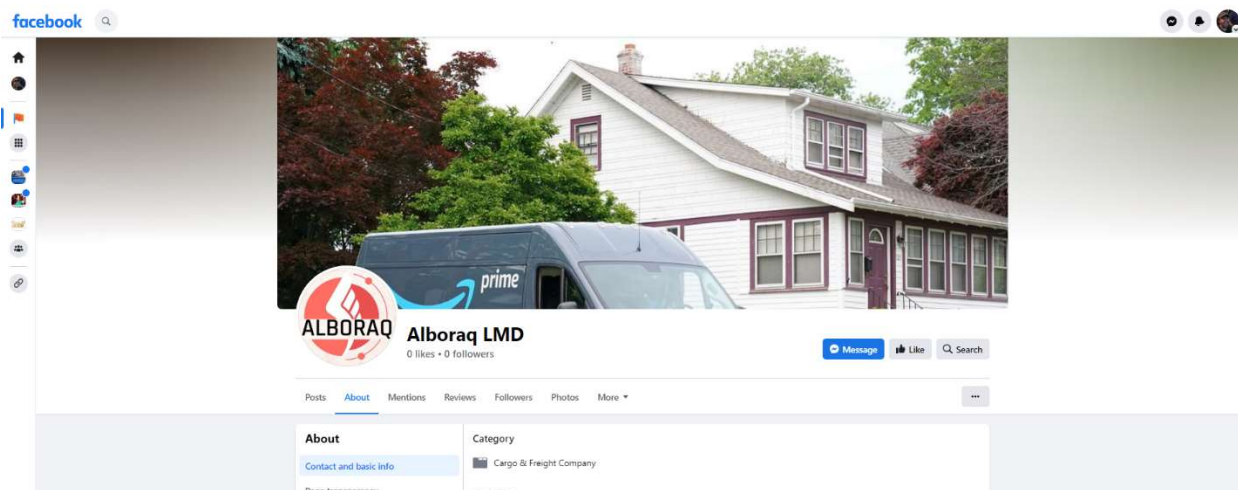 facebook
prime
ALBORAQ
Alboraq LMD
0 likes • 0 followers
Message
Like
Search
Posts About Mentions Reviews Followers Photos More
About
Contact and basic info
Category
Cargo & Freight Company